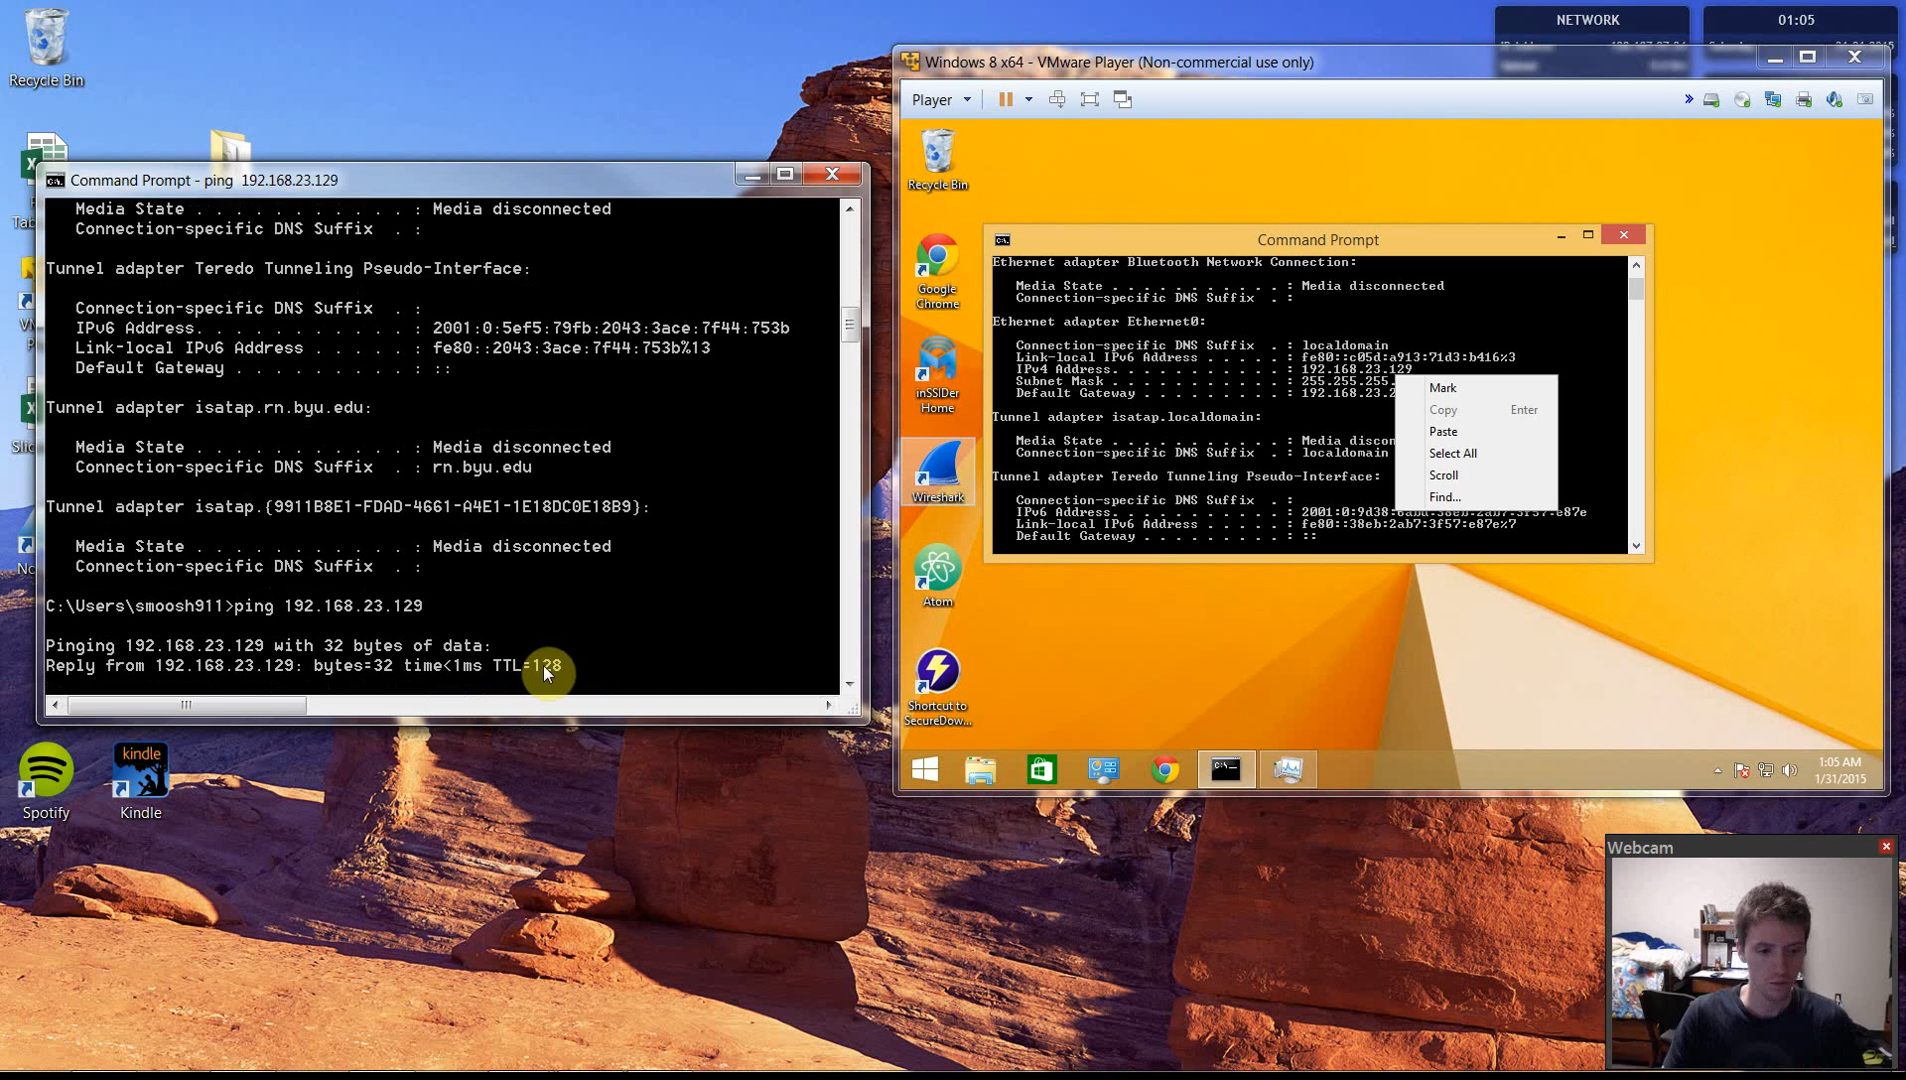 Recycle Bin
Command Prompt - ping 192.168.23.129
Media State . . . . . . . . . . . : Media disconnected
Connection-specific DNS Suffix  . :
Tunnel adapter Teredo Tunneling Pseudo-Interface:
Connection-specific DNS Suffix  . :
IPv6 Address. . . . . . . . . . . : 2001:0:5ef5:79fb:2043:3ace:7f44:753b
Link-local IPv6 Address . . . . . : fe80::2043:3ace:7f44:753b%13
Default Gateway . . . . . . . . . : ::
Tunnel adapter isatap.rn.byu.edu:
Media State . . . . . . . . . . . : Media disconnected
Connection-specific DNS Suffix  . : rn.byu.edu
Tunnel adapter isatap.{9911B8E1-FDAD-4661-A4E1-1E18DC0E18B9}:
Media State . . . . . . . . . . . : Media disconnected
Connection-specific DNS Suffix  . :
C:\Users\smoosh911>ping 192.168.23.129
Pinging 192.168.23.129 with 32 bytes of data:
Reply from 192.168.23.129: bytes=32 time<1ms TTL=128
Spotify
kindle
Kindle
NETWORK
01:05
Windows 8 x64 - VMware Player (Non-commercial use only)
Player
Recycle Bin
Google
Chrome
inSSIDer
Home
Wireshark
Atom
Shortcut to
SecureDow...
Command Prompt
Ethernet adapter Bluetooth Network Connection:
Media State . . . . . . . . . . . : Media disconnected
Connection-specific DNS Suffix  . :
Ethernet adapter Ethernet0:
Connection-specific DNS Suffix  . : localdomain
Link-local IPv6 Address . . . . . : fe80::c05d:a913:71d3:b416%3
IPv4 Address. . . . . . . . . . . : 192.168.23.129
Subnet Mask . . . . . . . . . . . : 255.255.255.
Default Gateway . . . . . . . . . : 192.168.23.2
Tunnel adapter isatap.localdomain:
Media State . . . . . . . . . . . : Media discon
Connection-specific DNS Suffix  . : localdomain
Tunnel adapter Teredo Tunneling Pseudo-Interface:
Connection-specific DNS Suffix  . :
IPv6 Address. . . . . . . . . . . :
Link-local IPv6 Address . . . . . : fe80::38eb:2ab7:3f57:e87e%7
Default Gateway . . . . . . . . . : ::
Mark
Copy Enter
Paste
Select All
Scroll
Find...
1:05 AM
1/31/2015
Webcam